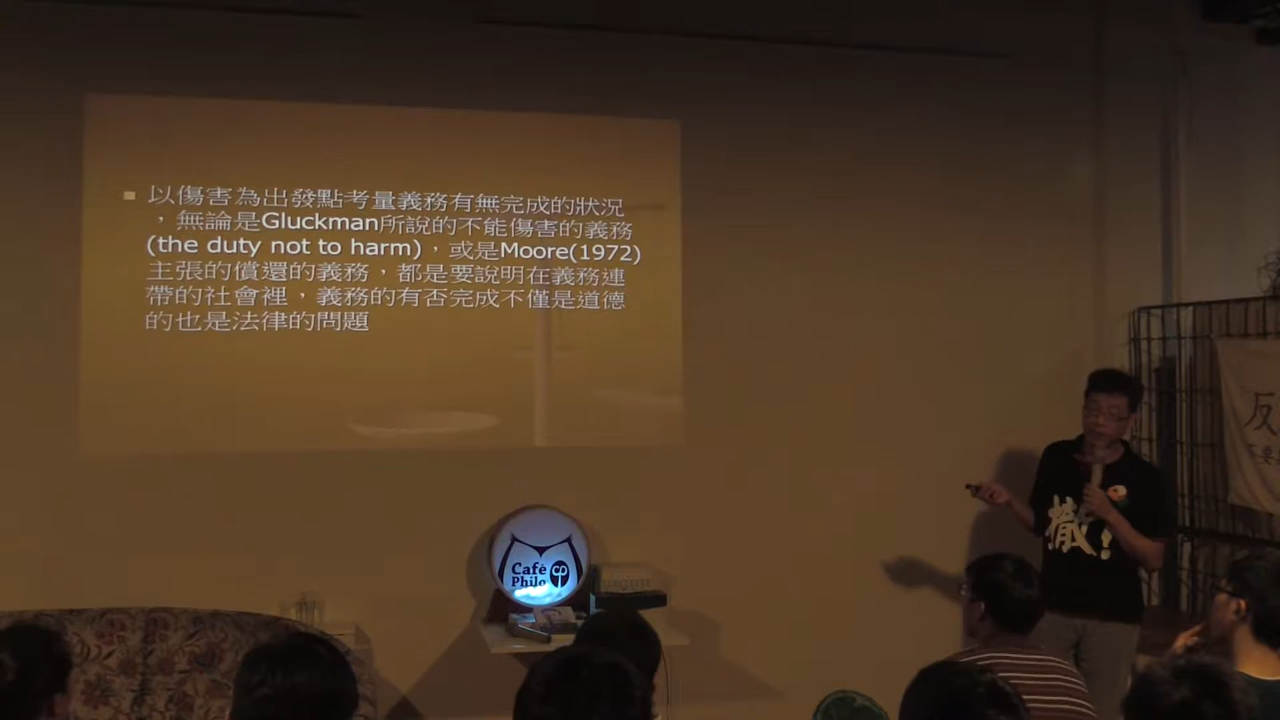 以傷害為出發點考量義務有無完成的狀況
，無論是Gluckman所說的不能傷害的義務
(the duty not to harm)，或是Moore(1972)
主張的償還的義務，都是要說明在義務連
帶的社會裡，義務的有否完成不僅是道德
的也是法律的問題
Café
Philo
撤!
反